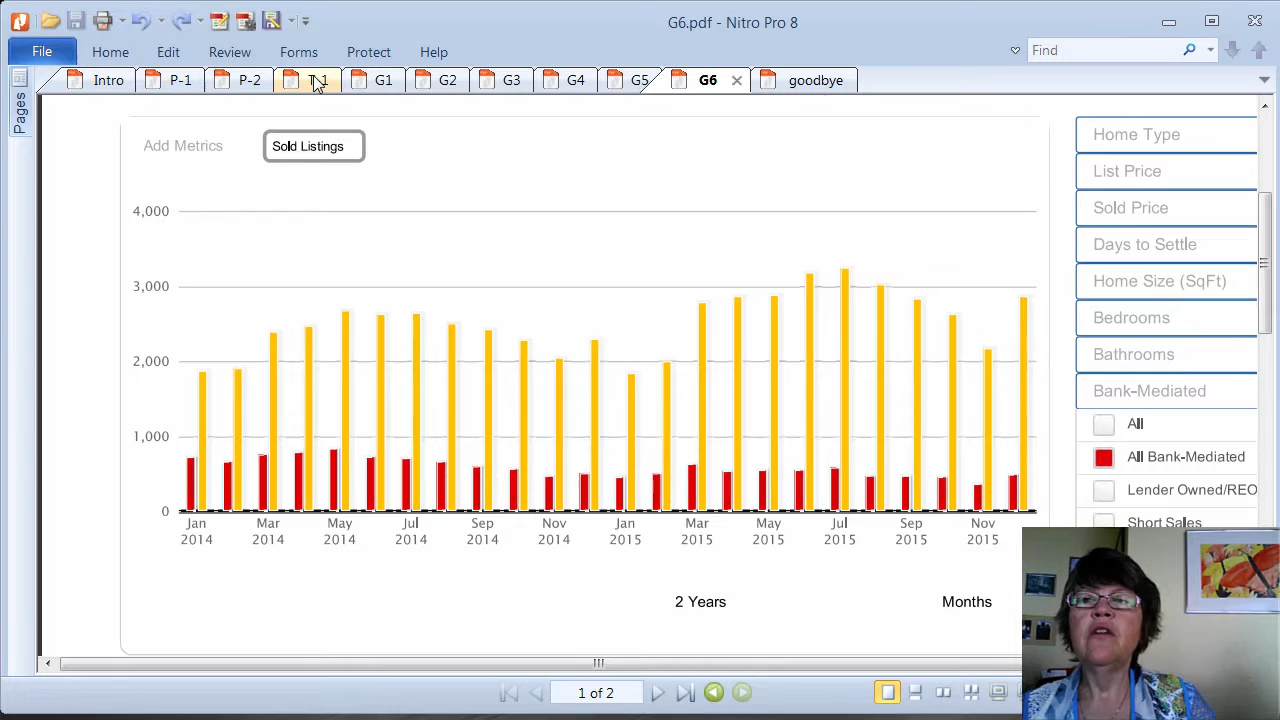 G6.pdf - Nitro Pro 8
File Home Edit Review Forms Protect Help Find
Intro P-1 P-2 T-1 G1 G2 G3 G4 G5 G6 goodbye
Pages
Add Metrics Sold Listings
4,000
3,000
2,000
1,000
0
Jan Mar May Jul Sep Nov Jan Mar May Jul Sep Nov
2014 2014 2014 2014 2014 2014 2015 2015 2015 2015 2015 2015
2 Years Months
Home Type
List Price
Sold Price
Days to Settle
Home Size (SqFt)
Bedrooms
Bathrooms
Bank-Mediated
All
All Bank-Mediated
Lender Owned/REO
Short Sales
1 of 2